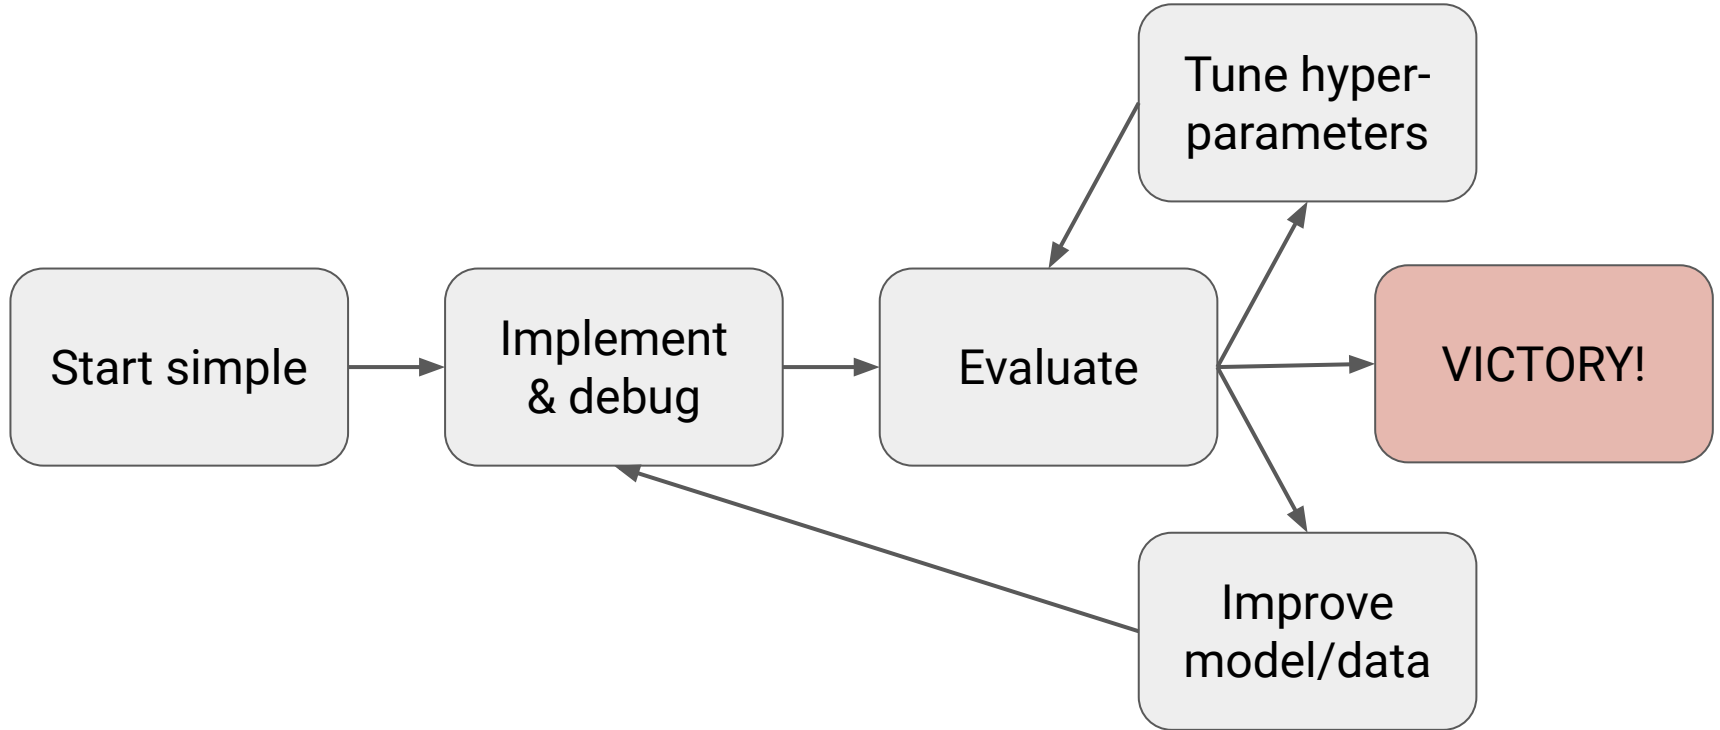 Tune hyper-
parameters
Start simple
Implement
& debug
Evaluate
VICTORY!
Improve
model/data